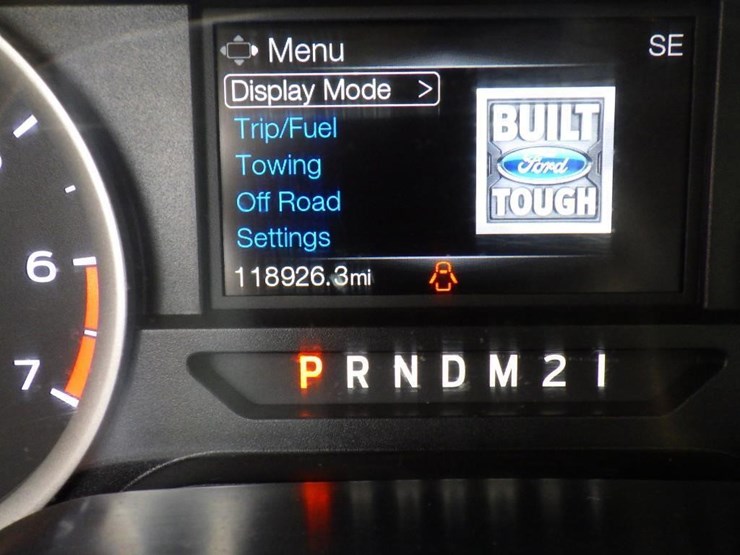 Menu SE
Display Mode >
Trip/Fuel
Towing
Off Road
Settings
BUILT
Ford
TOUGH
118926.3mi
6
7
P R N D M 2 1